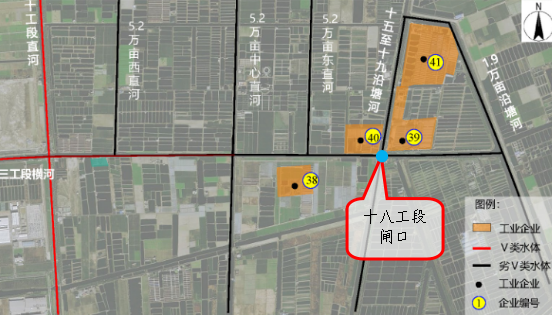 十工段直河
5.2万亩西直河
5.2万亩中心直河
5.2万亩东直河
十五至十九沿塘河
1.9万亩沿塘河
N
41
40
39
三工段横河
38
十八工段
闸口
图例：
工业企业
V类水体
劣V类水体
工业企业
1 企业编号